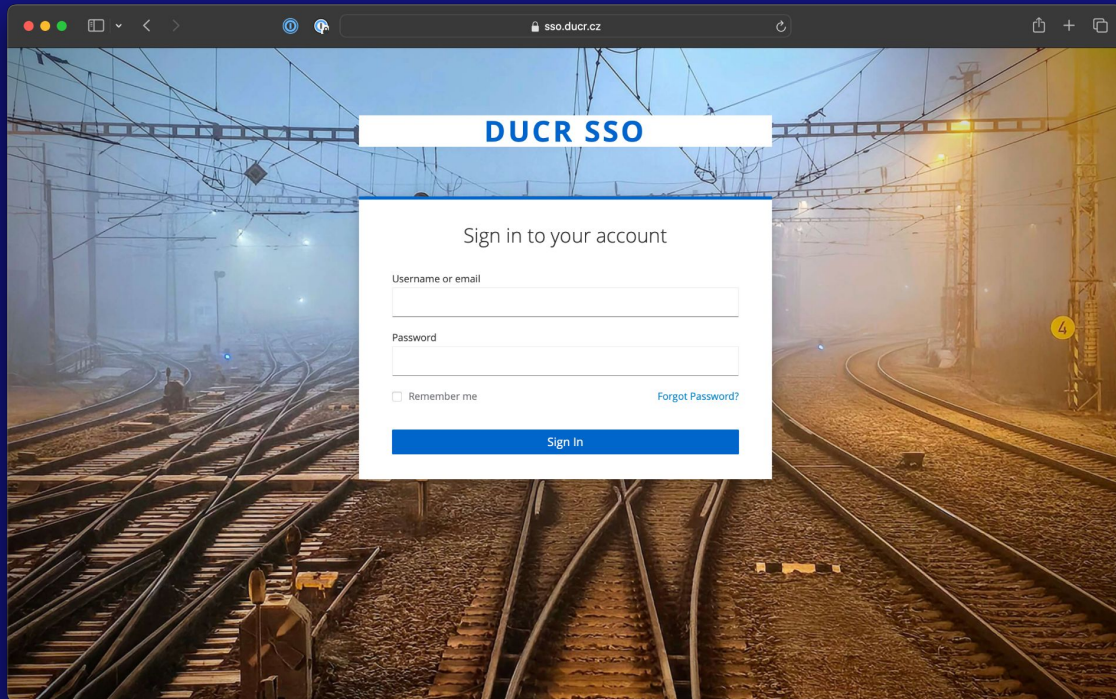 sso.ducr.cz
DUCR SSO
Sign in to your account
Username or email
Password
Remember me
Forgot Password?
Sign In
4